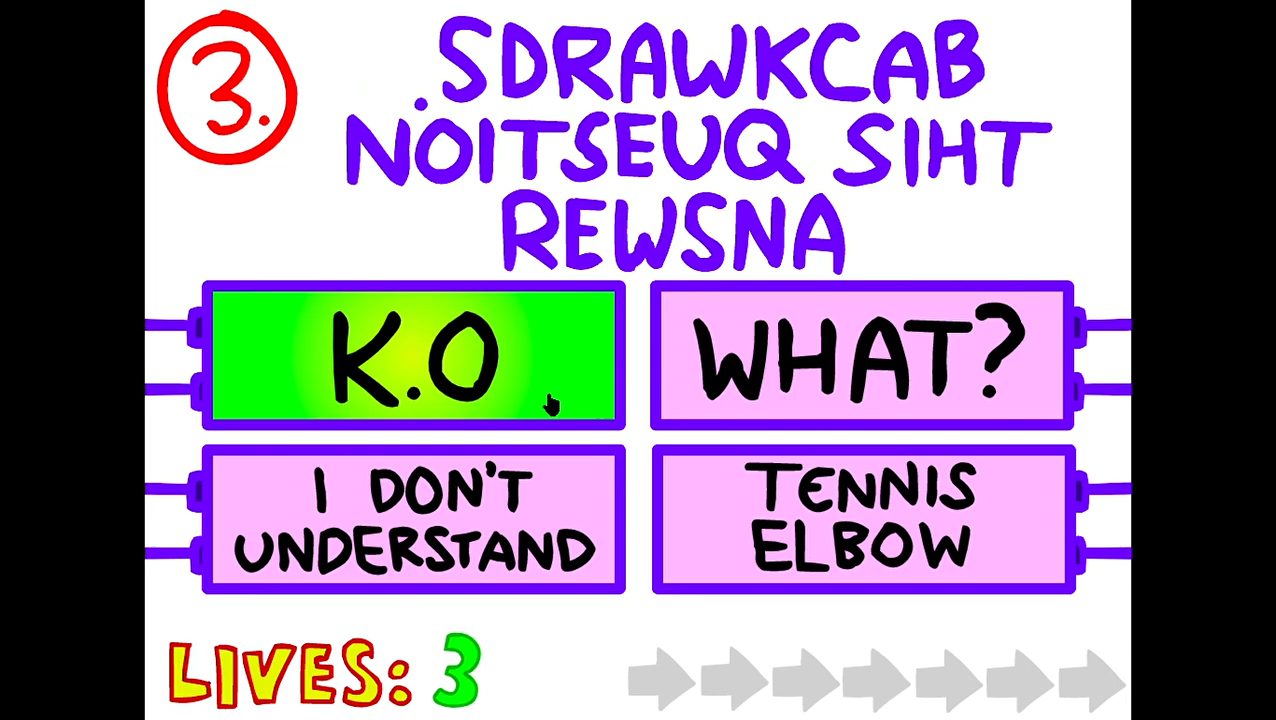 3.
.SDRAWKCAB
NOITSEUQ SIHT
REWSNA
K.O
WHAT?
I DON'T
UNDERSTAND
TENNIS
ELBOW
LIVES: 3